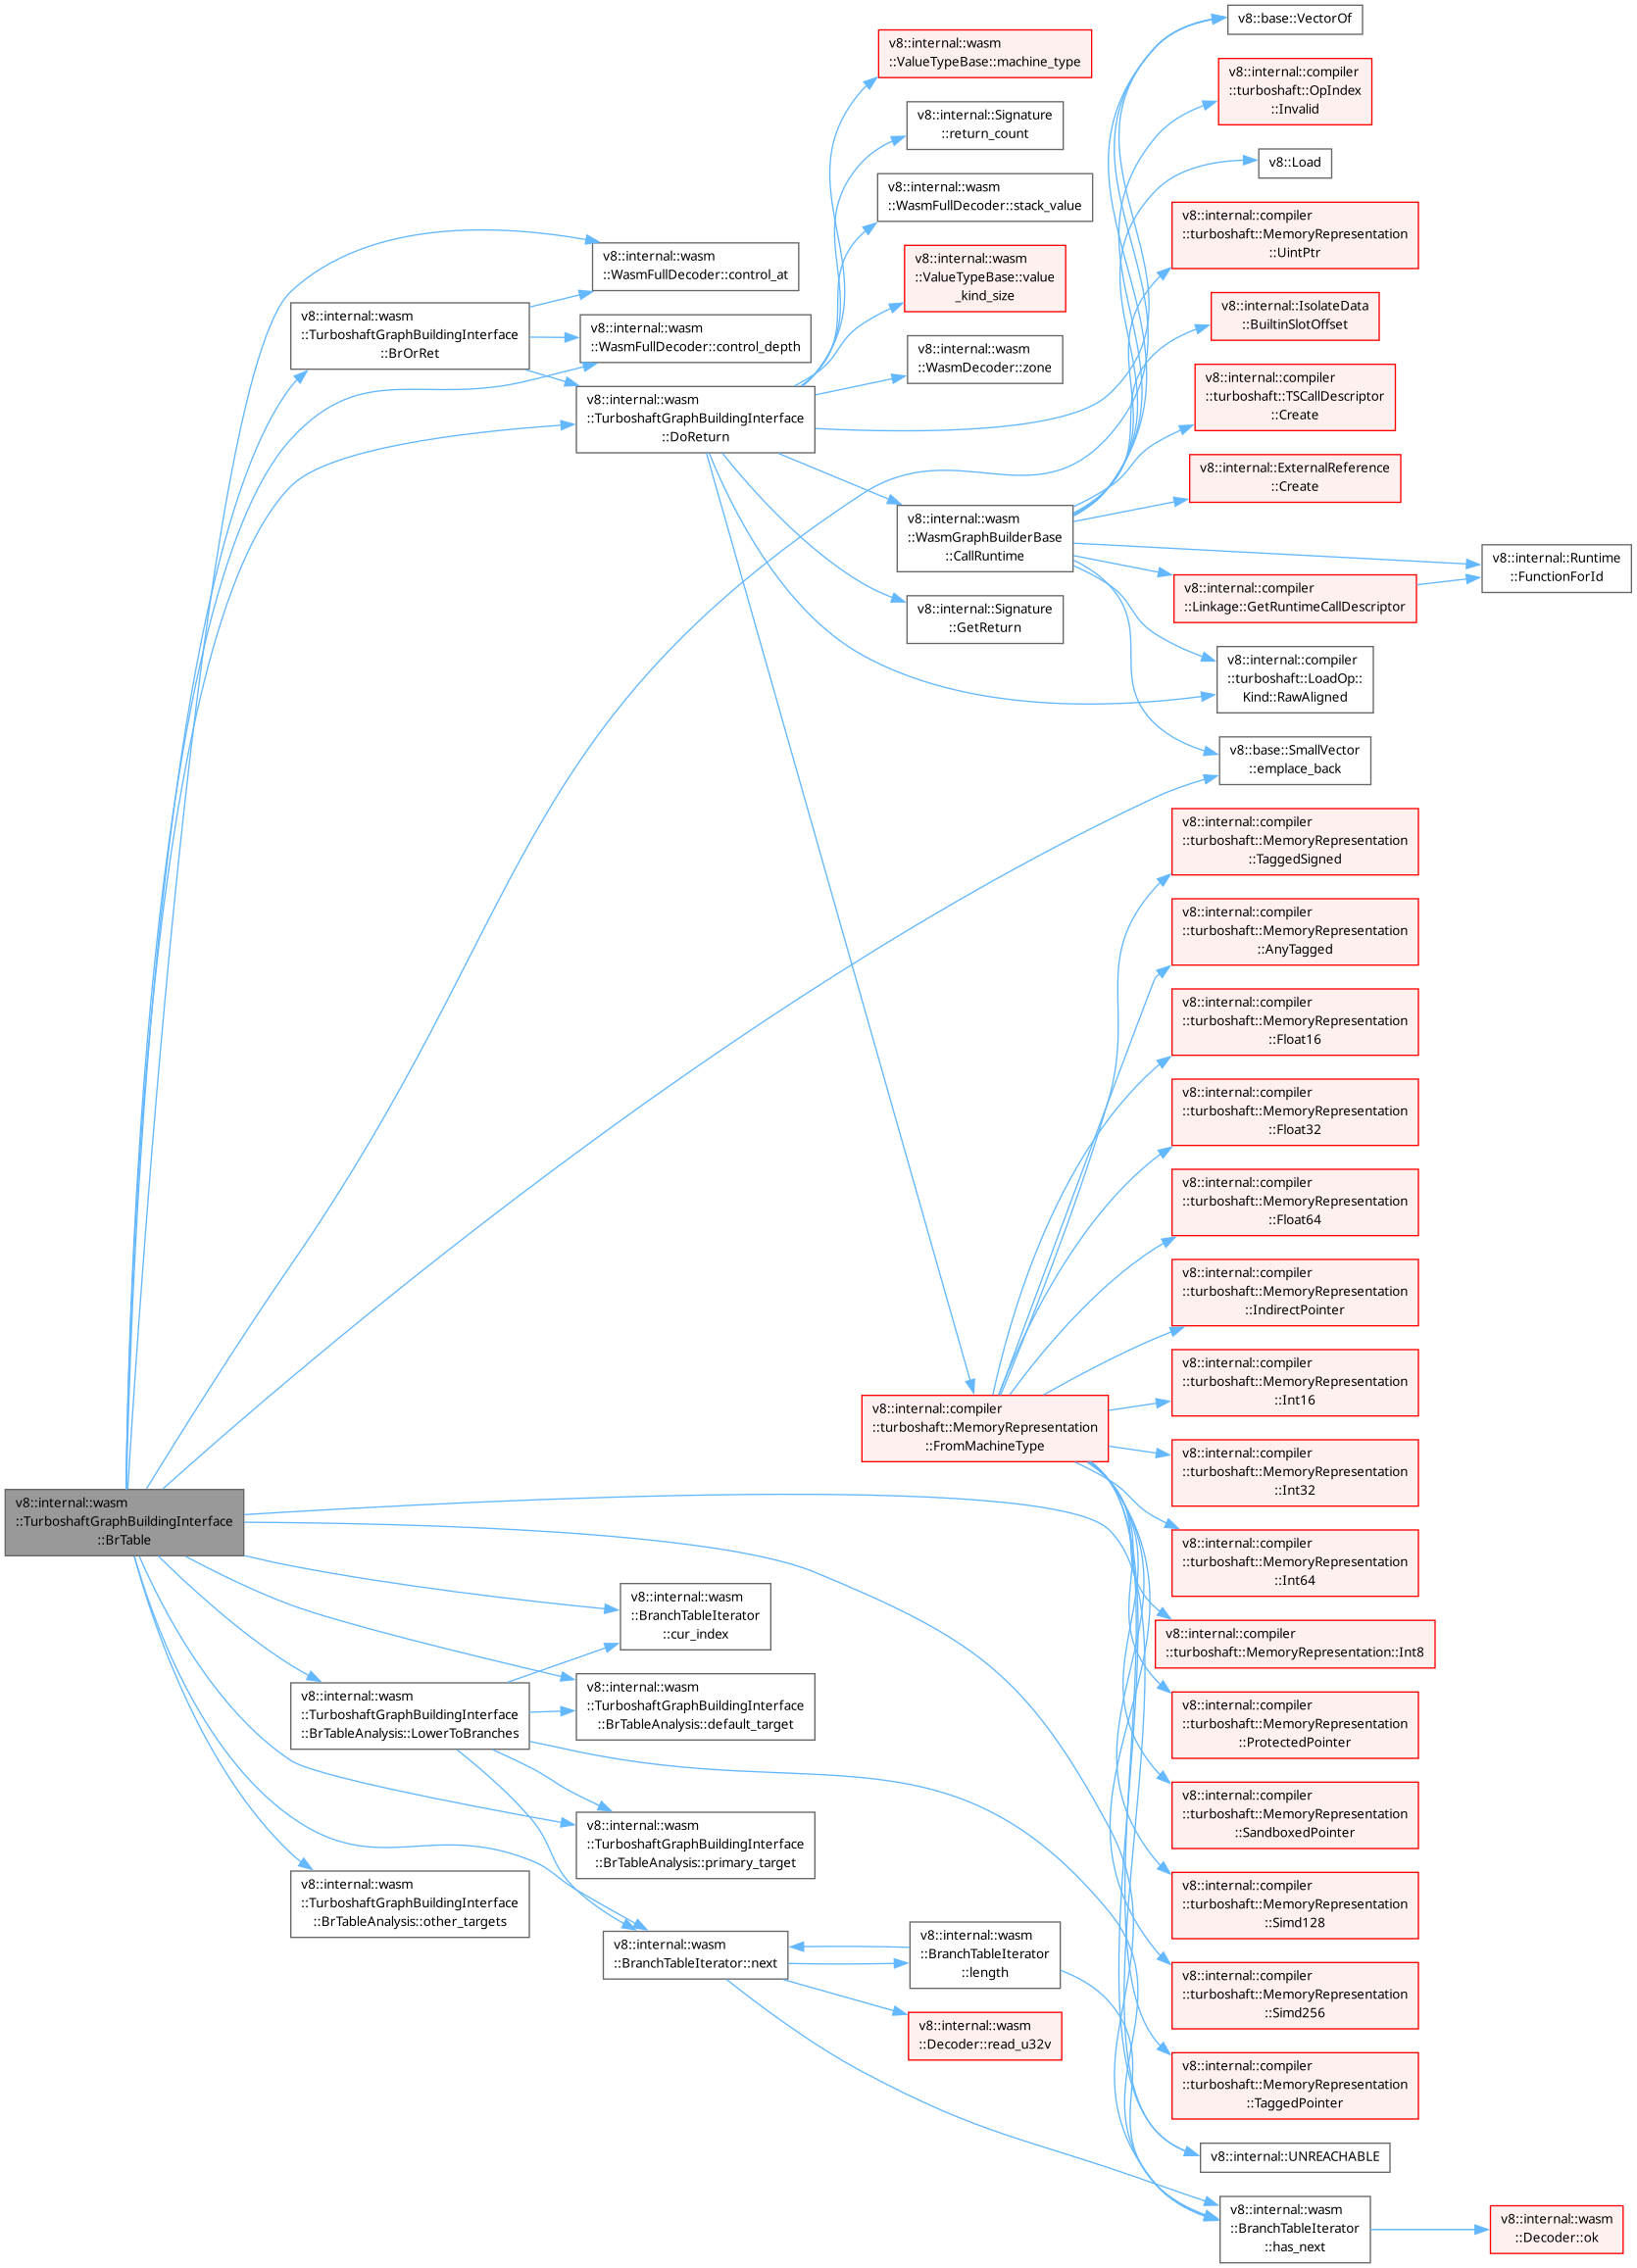 v8::internal::wasm
::TurboshaftGraphBuildingInterface
::BrTable
v8::internal::wasm
::TurboshaftGraphBuildingInterface
::BrOrRet
v8::internal::wasm
::TurboshaftGraphBuildingInterface
::BrTableAnalysis::LowerToBranches
v8::internal::wasm
::TurboshaftGraphBuildingInterface
::BrTableAnalysis::other_targets
v8::internal::wasm
::WasmFullDecoder::control_at
v8::internal::wasm
::WasmFullDecoder::control_depth
v8::internal::wasm
::TurboshaftGraphBuildingInterface
::DoReturn
v8::internal::wasm
::BranchTableIterator
::cur_index
v8::internal::wasm
::TurboshaftGraphBuildingInterface
::BrTableAnalysis::default_target
v8::internal::wasm
::TurboshaftGraphBuildingInterface
::BrTableAnalysis::primary_target
v8::internal::wasm
::BranchTableIterator::next
v8::internal::wasm
::ValueTypeBase::machine_type
v8::internal::Signature
::return_count
v8::internal::wasm
::WasmFullDecoder::stack_value
v8::internal::wasm
::ValueTypeBase::value
_kind_size
v8::internal::wasm
::WasmDecoder::zone
v8::internal::wasm
::WasmGraphBuilderBase
::CallRuntime
v8::internal::Signature
::GetReturn
v8::internal::compiler
::turboshaft::MemoryRepresentation
::FromMachineType
v8::internal::wasm
::BranchTableIterator
::length
v8::internal::wasm
::Decoder::read_u32v
v8::base::VectorOf
v8::internal::compiler
::turboshaft::OpIndex
::Invalid
v8::Load
v8::internal::compiler
::turboshaft::MemoryRepresentation
::UintPtr
v8::internal::IsolateData
::BuiltinSlotOffset
v8::internal::compiler
::turboshaft::TSCallDescriptor
::Create
v8::internal::ExternalReference
::Create
v8::internal::compiler
::Linkage::GetRuntimeCallDescriptor
v8::internal::compiler
::turboshaft::LoadOp::
Kind::RawAligned
v8::base::SmallVector
::emplace_back
v8::internal::compiler
::turboshaft::MemoryRepresentation
::TaggedSigned
v8::internal::compiler
::turboshaft::MemoryRepresentation
::AnyTagged
v8::internal::compiler
::turboshaft::MemoryRepresentation
::Float16
v8::internal::compiler
::turboshaft::MemoryRepresentation
::Float32
v8::internal::compiler
::turboshaft::MemoryRepresentation
::Float64
v8::internal::compiler
::turboshaft::MemoryRepresentation
::IndirectPointer
v8::internal::compiler
::turboshaft::MemoryRepresentation
::Int16
v8::internal::compiler
::turboshaft::MemoryRepresentation
::Int32
v8::internal::compiler
::turboshaft::MemoryRepresentation
::Int64
v8::internal::compiler
::turboshaft::MemoryRepresentation::Int8
v8::internal::compiler
::turboshaft::MemoryRepresentation
::ProtectedPointer
v8::internal::compiler
::turboshaft::MemoryRepresentation
::SandboxedPointer
v8::internal::compiler
::turboshaft::MemoryRepresentation
::Simd128
v8::internal::compiler
::turboshaft::MemoryRepresentation
::Simd256
v8::internal::compiler
::turboshaft::MemoryRepresentation
::TaggedPointer
v8::internal::UNREACHABLE
v8::internal::wasm
::BranchTableIterator
::has_next
v8::internal::Runtime
::FunctionForId
v8::internal::wasm
::Decoder::ok